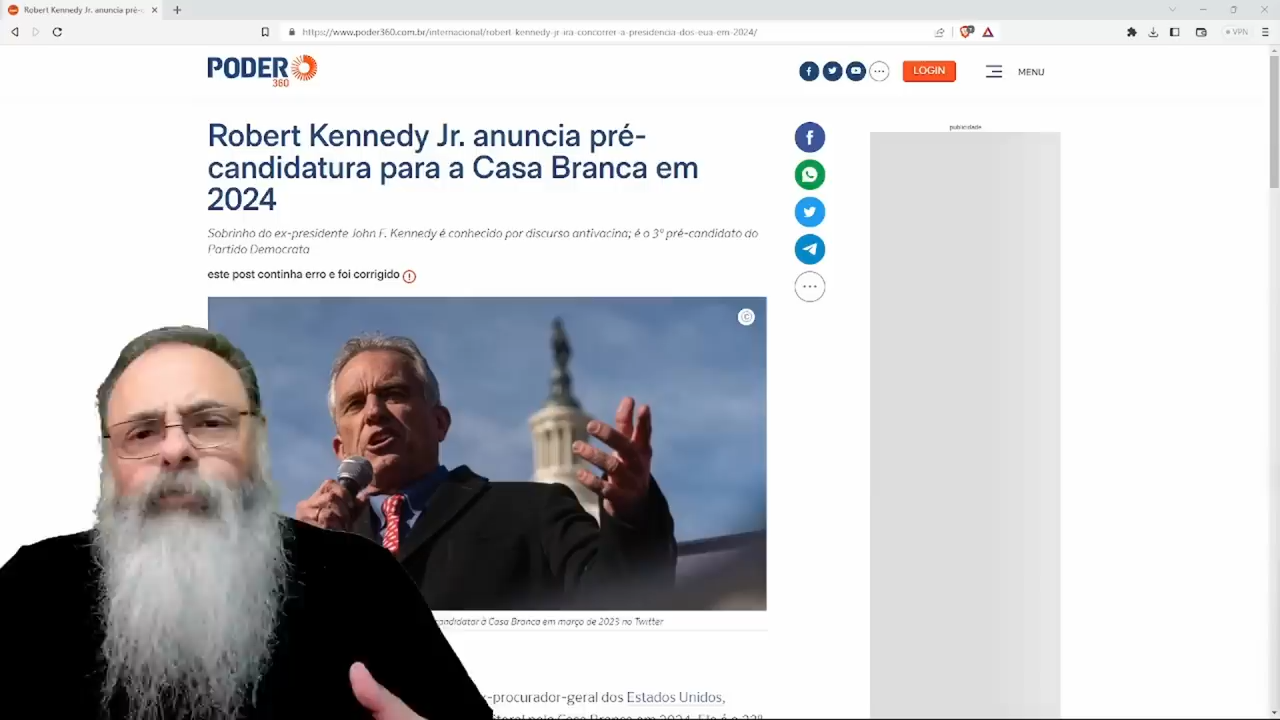 Robert Kennedy Jr. anuncia pré-
https://www.poder360.com.br/internacional/robert-kennedy-jr-ira-concorrer-a-presidencia-dos-eua-em-2024/
VPN
PODER
360
LOGIN
MENU
Robert Kennedy Jr. anuncia pré-
candidatura para a Casa Branca em
2024
Sobrinho do ex-presidente John F. Kennedy é conhecido por discurso antivacina; é o 3º pré-candidato do
Partido Democrata
este post continha erro e foi corrigido
publicidade
candidatar à Casa Branca em março de 2023 no Twitter
x-procurador-geral dos Estados Unidos,